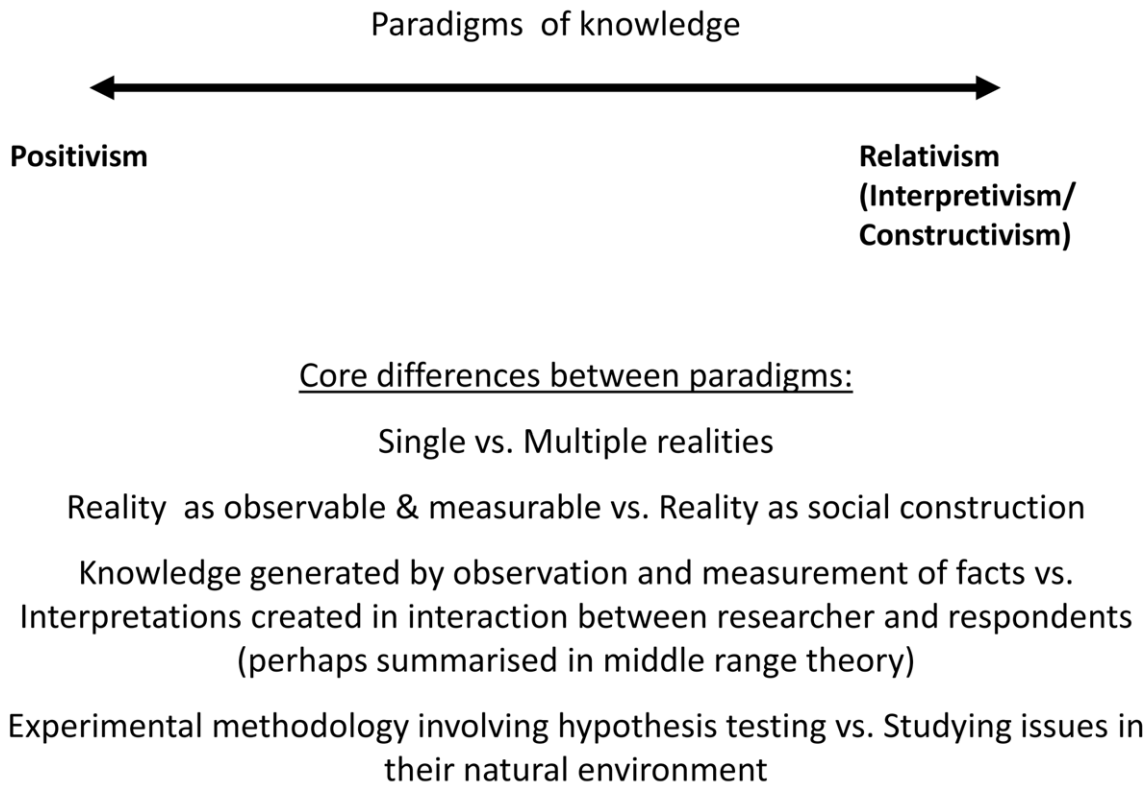 Paradigms  of knowledge
Positivism
Relativism
(Interpretivism/
Constructivism)
Core differences between paradigms:
Single vs. Multiple realities
Reality  as observable & measurable vs. Reality as social construction
Knowledge generated by observation and measurement of facts vs.
Interpretations created in interaction between researcher and respondents
(perhaps summarised in middle range theory)
Experimental methodology involving hypothesis testing vs. Studying issues in
their natural environment